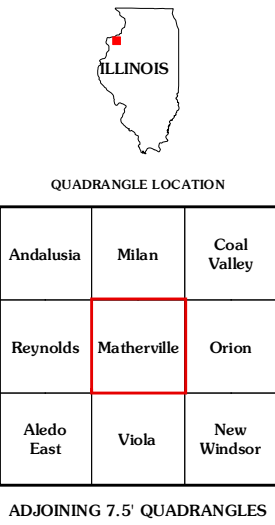 ILLINOIS
QUADRANGLE LOCATION
Andalusia
Milan
Coal
Valley
Reynolds
Matherville
Orion
Aledo
East
Viola
New
Windsor
ADJOINING 7.5' QUADRANGLES